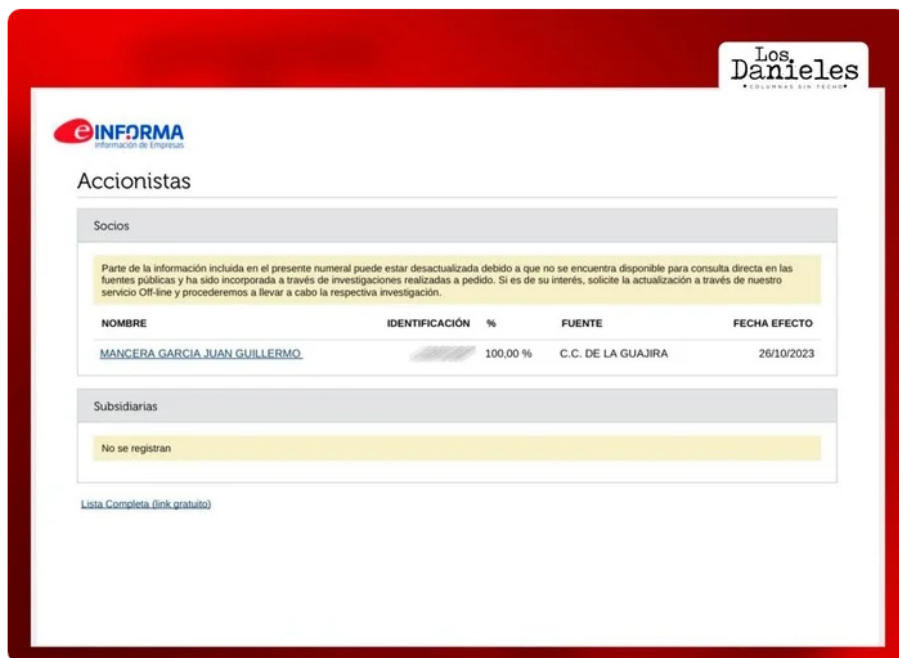 Los
Danieles
•COLUMNAS SIN TECHO•
eINFORMA
Información de Empresas
Accionistas
Socios
Parte de la información incluida en el presente numeral puede estar desactualizada debido a que no se encuentra disponible para consulta directa en las
fuentes públicas y ha sido incorporada a través de investigaciones realizadas a pedido. Si es de su interés, solicite la actualización a través de nuestro
servicio Off-line y procederemos a llevar a cabo la respectiva investigación.
NOMBRE IDENTIFICACIÓN % FUENTE FECHA EFECTO
MANCERA GARCIA JUAN GUILLERMO 100,00 % C.C. DE LA GUAJIRA 26/10/2023
Subsidiarias
No se registran
Lista Completa (link gratuito)